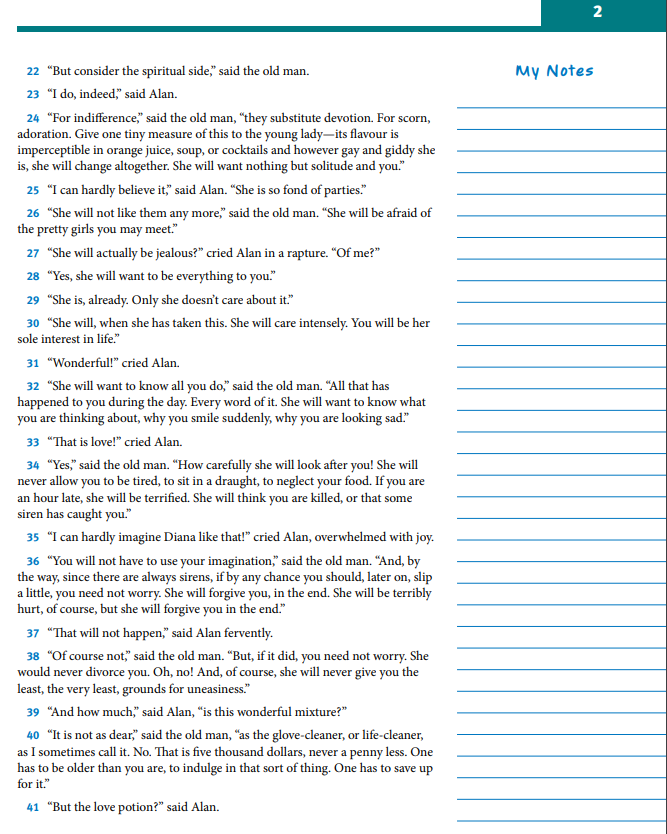 2
My Notes
22 “But consider the spiritual side,” said the old man.
23 “I do, indeed,” said Alan.
24 “For indifference,” said the old man, “they substitute devotion. For scorn,
adoration. Give one tiny measure of this to the young lady—its flavour is
imperceptible in orange juice, soup, or cocktails and however gay and giddy she
is, she will change altogether. She will want nothing but solitude and you.”
25 “I can hardly believe it,” said Alan. “She is so fond of parties.”
26 “She will not like them any more,” said the old man. “She will be afraid of
the pretty girls you may meet.”
27 “She will actually be jealous?” cried Alan in a rapture. “Of me?”
28 “Yes, she will want to be everything to you.”
29 “She is, already. Only she doesn’t care about it.”
30 “She will, when she has taken this. She will care intensely. You will be her
sole interest in life.”
31 “Wonderful!” cried Alan.
32 “She will want to know all you do,” said the old man. “All that has
happened to you during the day. Every word of it. She will want to know what
you are thinking about, why you smile suddenly, why you are looking sad.”
33 “That is love!” cried Alan.
34 “Yes,” said the old man. “How carefully she will look after you! She will
never allow you to be tired, to sit in a draught, to neglect your food. If you are
an hour late, she will be terrified. She will think you are killed, or that some
siren has caught you.”
35 “I can hardly imagine Diana like that!” cried Alan, overwhelmed with joy.
36 “You will not have to use your imagination,” said the old man. “And, by
the way, since there are always sirens, if by any chance you should, later on, slip
a little, you need not worry. She will forgive you, in the end. She will be terribly
hurt, of course, but she will forgive you in the end.”
37 “That will not happen,” said Alan fervently.
38 “Of course not,” said the old man. “But, if it did, you need not worry. She
would never divorce you. Oh, no! And, of course, she will never give you the
least, the very least, grounds for uneasiness.”
39 “And how much,” said Alan, “is this wonderful mixture?”
40 “It is not as dear,” said the old man, “as the glove-cleaner, or life-cleaner,
as I sometimes call it. No. That is five thousand dollars, never a penny less. One
has to be older than you are, to indulge in that sort of thing. One has to save up
for it.”
41 “But the love potion?” said Alan.